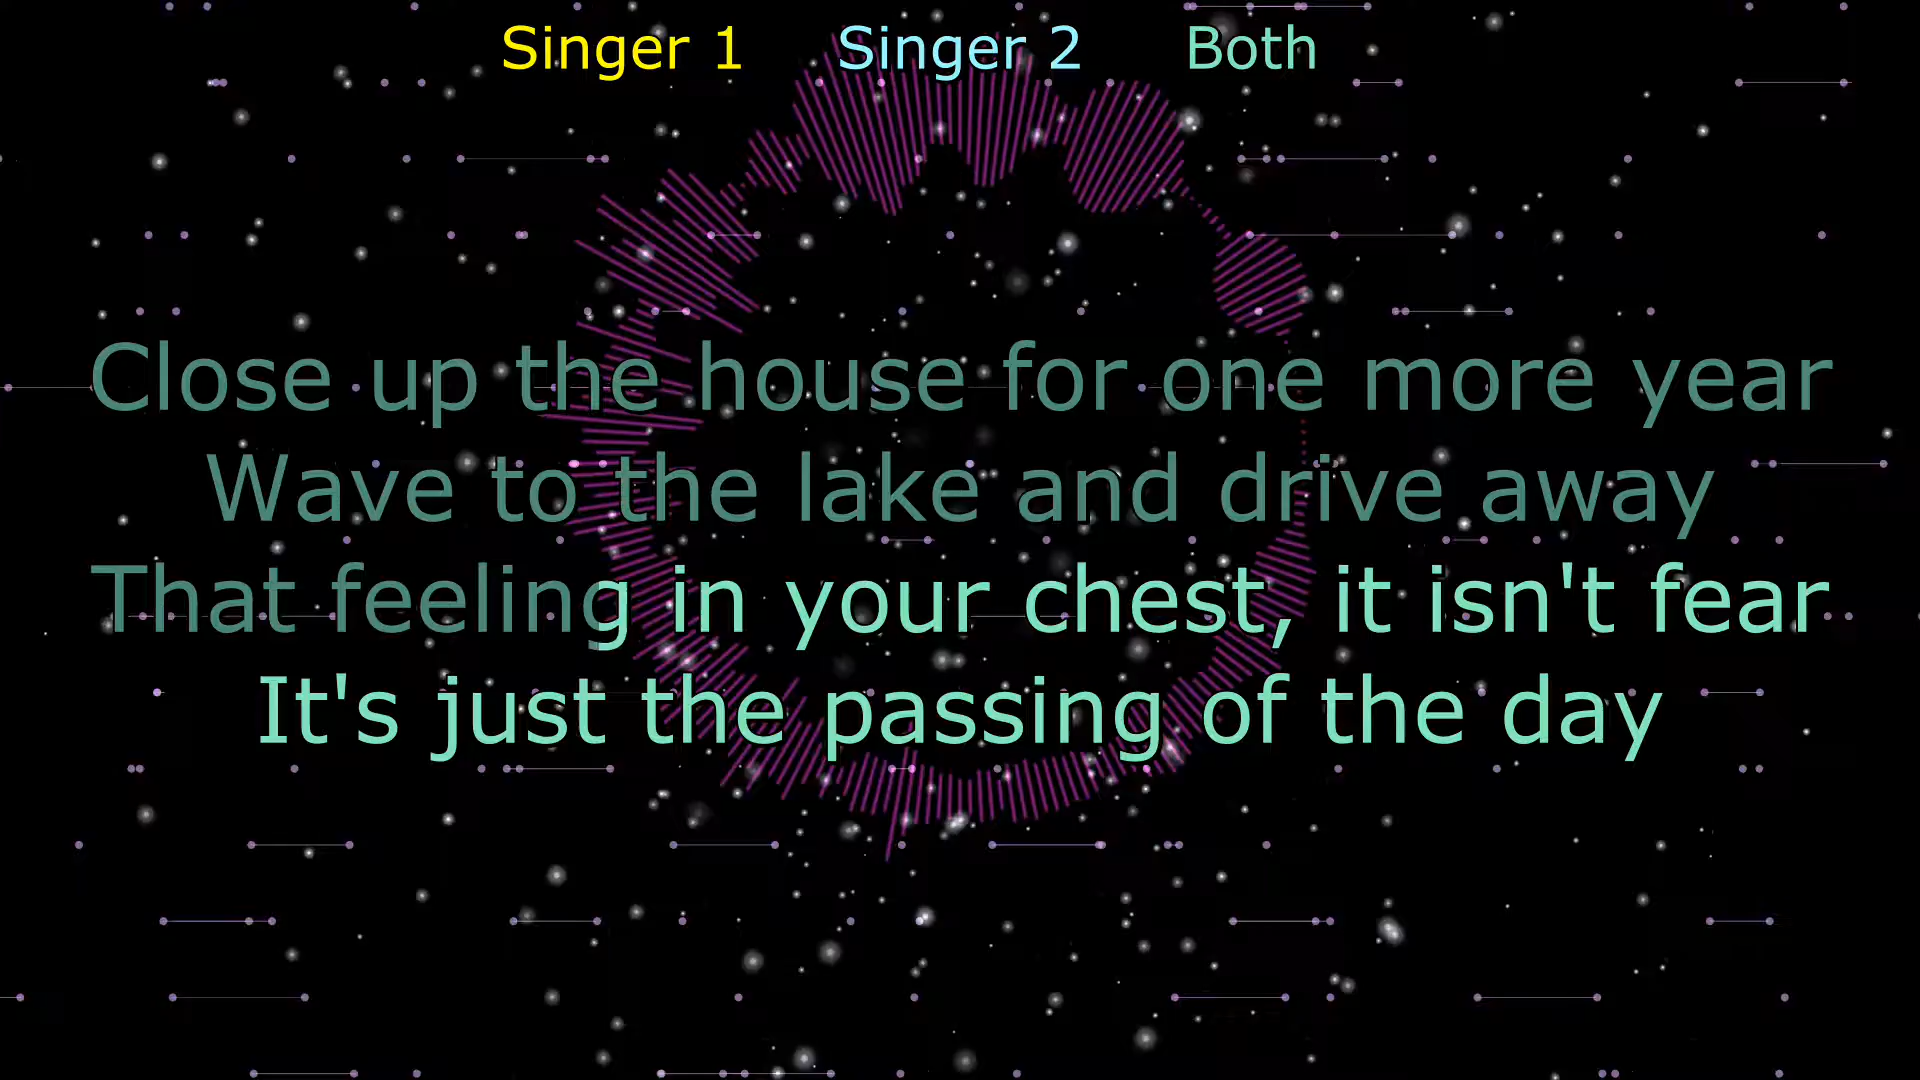 Singer 1 Singer 2 Both
Close up the house for one more year
Wave to the lake and drive away
That feeling in your chest, it isn't fear
It's just the passing of the day